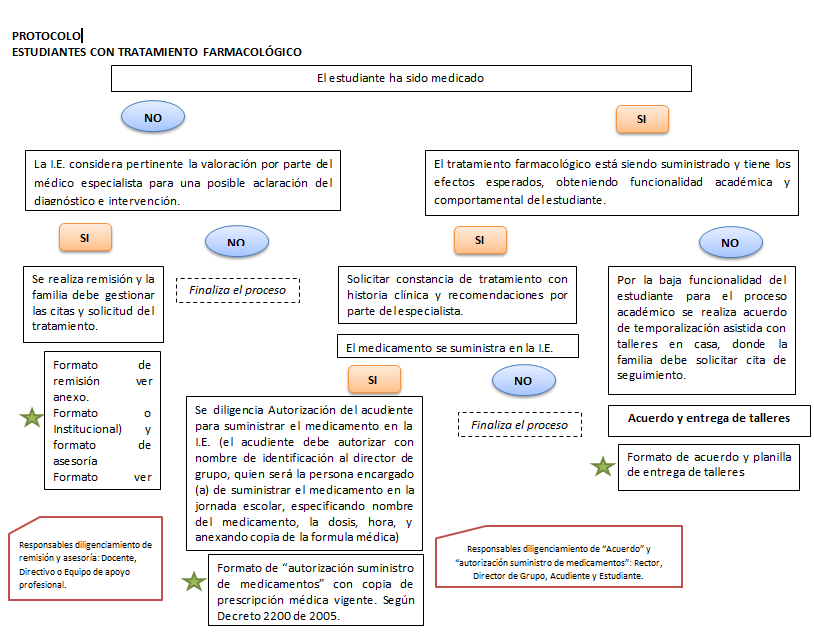 PROTOCOLO
ESTUDIANTES CON TRATAMIENTO FARMACOLÓGICO
El estudiante ha sido medicado
NO
SI
La I.E. considera pertinente la valoración por parte del
médico especialista para una posible aclaración del
diagnóstico e intervención.
El tratamiento farmacológico está siendo suministrado y tiene los
efectos esperados, obteniendo funcionalidad académica y
comportamental del estudiante.
SI
NO
SI
NO
Se realiza remisión y la
familia debe gestionar
las citas y solicitud del
tratamiento.
Finaliza el proceso
Solicitar constancia de tratamiento con
historia clínica y recomendaciones por
parte del especialista.
Por la baja funcionalidad del
estudiante para el proceso
académico se realiza acuerdo
de temporalización asistida con
talleres en casa, donde la
familia debe solicitar cita de
seguimiento.
El medicamento se suministra en la I.E.
SI
NO
Formato de
remisión ver
anexo.
Formato o
Institucional) y
formato de
asesoría
Formato ver
Se diligencia Autorización del acudiente
para suministrar el medicamento en la
I.E. (el acudiente debe autorizar con
nombre de identificación al director de
grupo, quien será la persona encargado
(a) de suministrar el medicamento en la
jornada escolar, especificando nombre
del medicamento, la dosis, hora, y
anexando copia de la formula médica)
Finaliza el proceso
Acuerdo y entrega de talleres
Formato de acuerdo y planilla
de entrega de talleres
Responsables diligenciamiento de
remisión y asesoría: Docente,
Directivo o Equipo de apoyo
profesional.
Formato de “autorización suministro
de medicamentos” con copia de
prescripción médica vigente. Según
Decreto 2200 de 2005.
Responsables diligenciamiento de “Acuerdo” y
“autorización suministro de medicamentos”: Rector,
Director de Grupo, Acudiente y Estudiante.